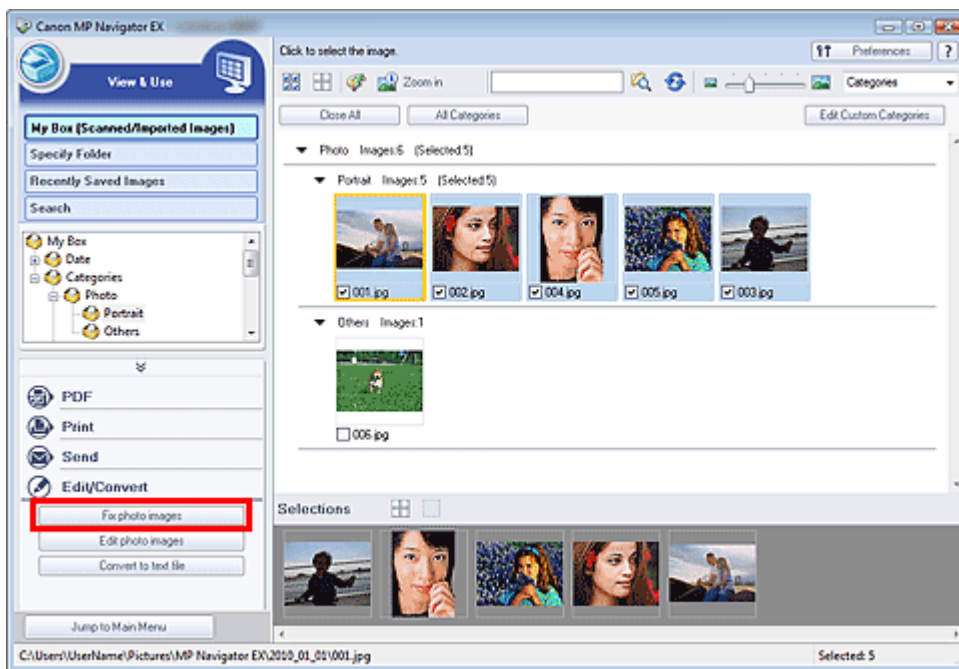 Canon MP Navigator EX
View & Use
My Box (Scanned/Imported Images)
Specify Folder
Recently Saved Images
Search
My Box
Date
Categories
Photo
Portrait
Others
PDF
Print
Send
Edit/Convert
Fix photo images
Edit photo images
Convert to text file
Jump to Main Menu
Click to select the image.
Preferences
?
Zoom in
Categories
Close All
All Categories
Edit Custom Categories
Photo Images:6 (Selected:5)
Portrait Images:5 (Selected:5)
001.jpg
002.jpg
004.jpg
005.jpg
003.jpg
Others Images:1
006.jpg
Selections
C:\Users\UserName\Pictures\MP Navigator EX\2010_01_01\001.jpg
Selected: 5